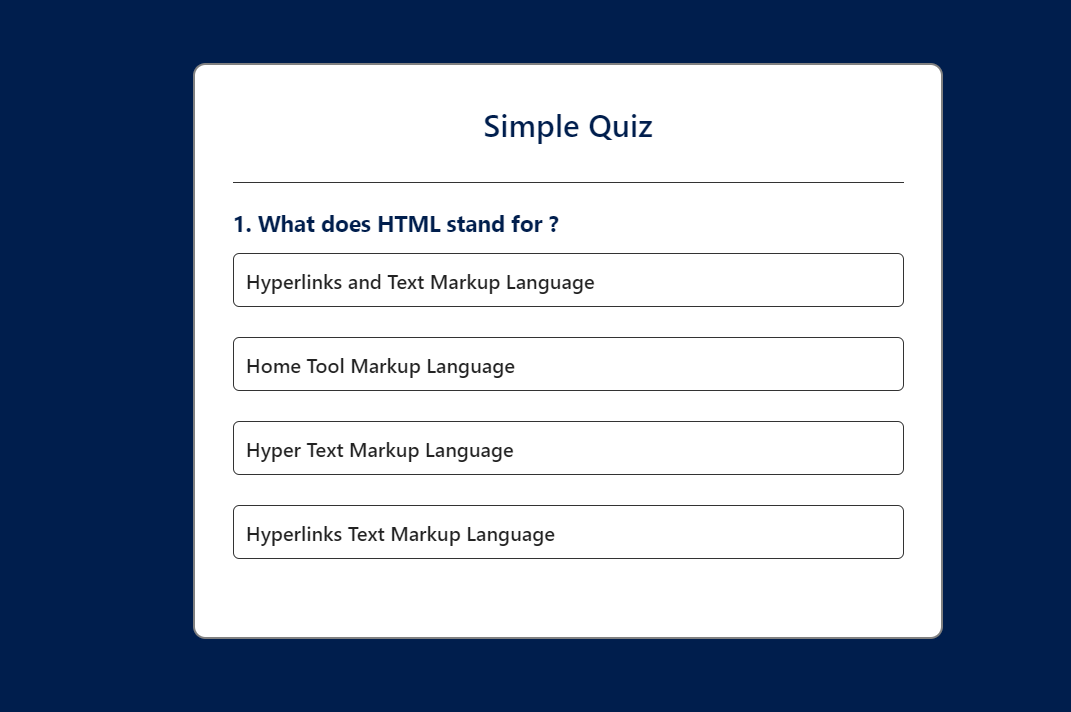 Simple Quiz
1. What does HTML stand for ?
Hyperlinks and Text Markup Language
Home Tool Markup Language
Hyper Text Markup Language
Hyperlinks Text Markup Language